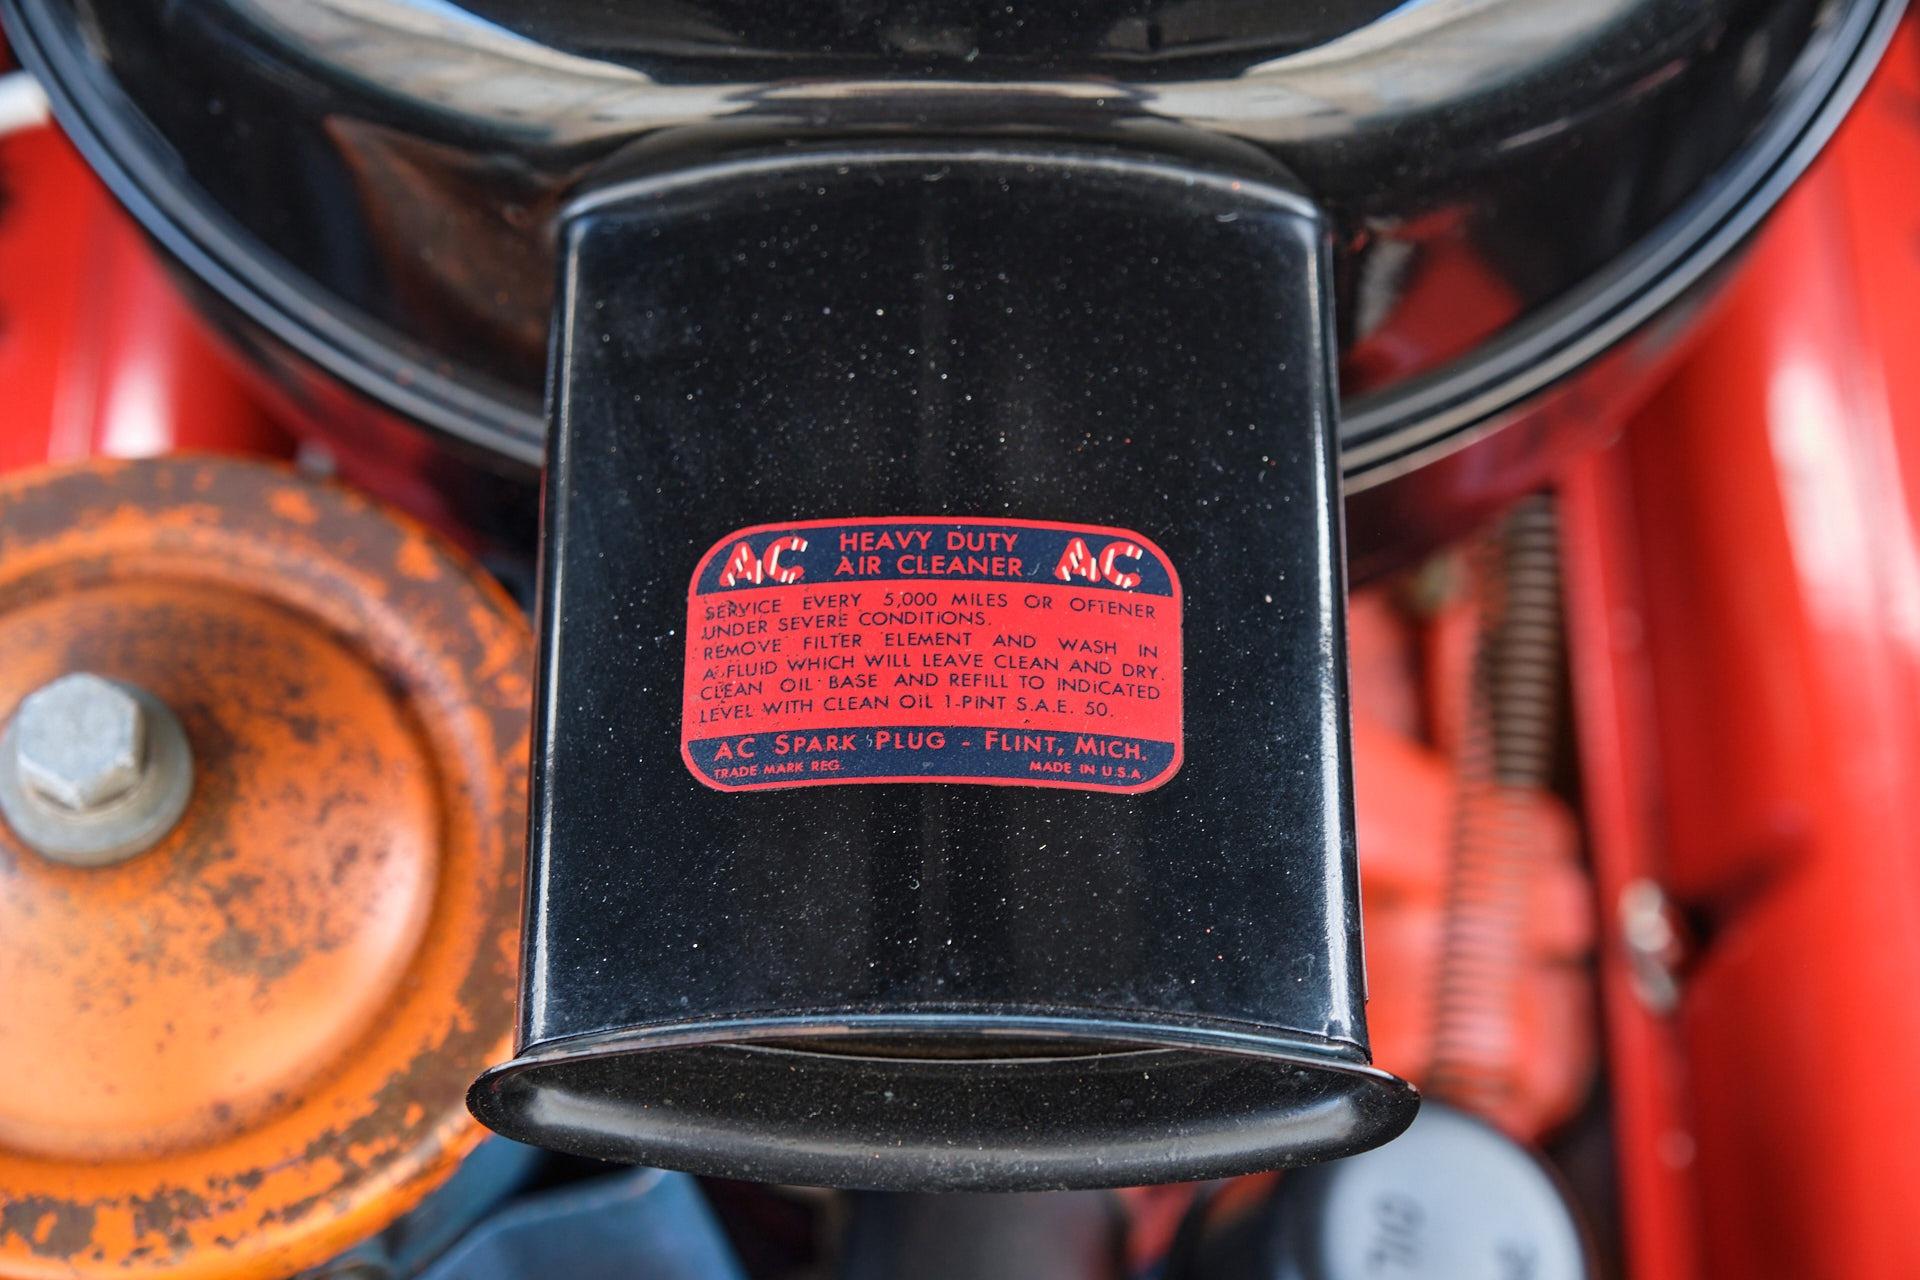 AC HEAVY DUTY AC
AIR CLEANER
SERVICE EVERY 5,000 MILES OR OFTENER
UNDER SEVERE CONDITIONS.
REMOVE FILTER ELEMENT AND WASH IN
A FLUID WHICH WILL LEAVE CLEAN AND DRY.
CLEAN OIL BASE AND REFILL TO INDICATED
LEVEL WITH CLEAN OIL 1-PINT S.A.E. 50.
AC SPARK PLUG - FLINT, MICH.
TRADE MARK REG. MADE IN U.S.A.
OIL